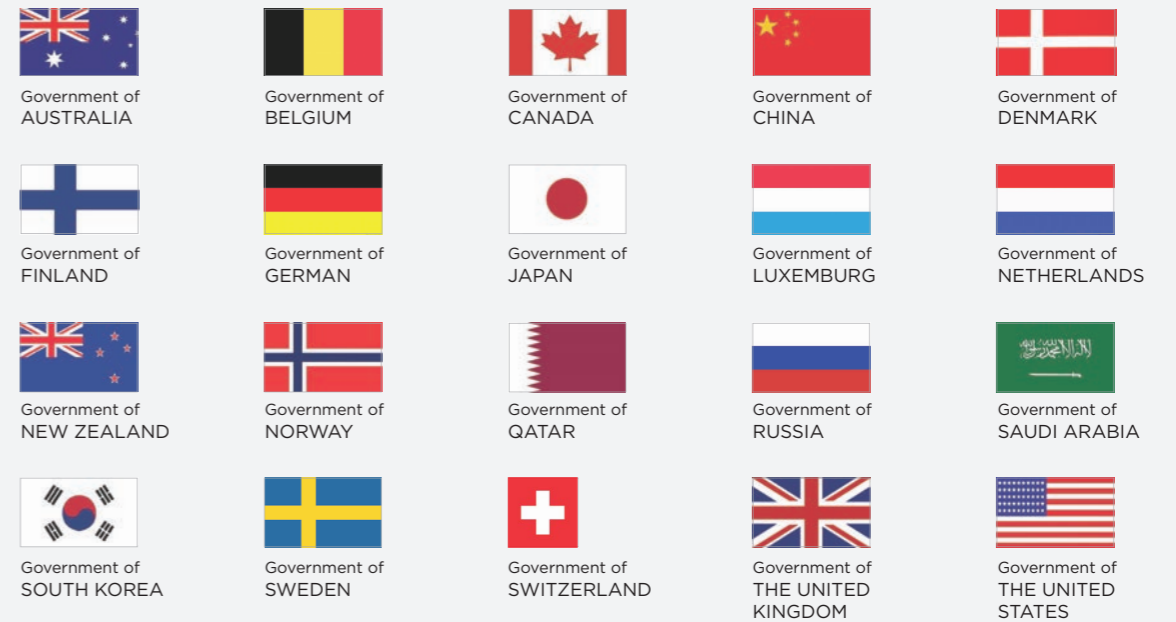 Government of
AUSTRALIA
Government of
BELGIUM
Government of
CANADA
Government of
CHINA
Government of
DENMARK
Government of
FINLAND
Government of
GERMAN
Government of
JAPAN
Government of
LUXEMBURG
Government of
NETHERLANDS
Government of
NEW ZEALAND
Government of
NORWAY
Government of
QATAR
Government of
RUSSIA
Government of
SAUDI ARABIA
Government of
SOUTH KOREA
Government of
SWEDEN
Government of
SWITZERLAND
Government of
THE UNITED
KINGDOM
Government of
THE UNITED
STATES